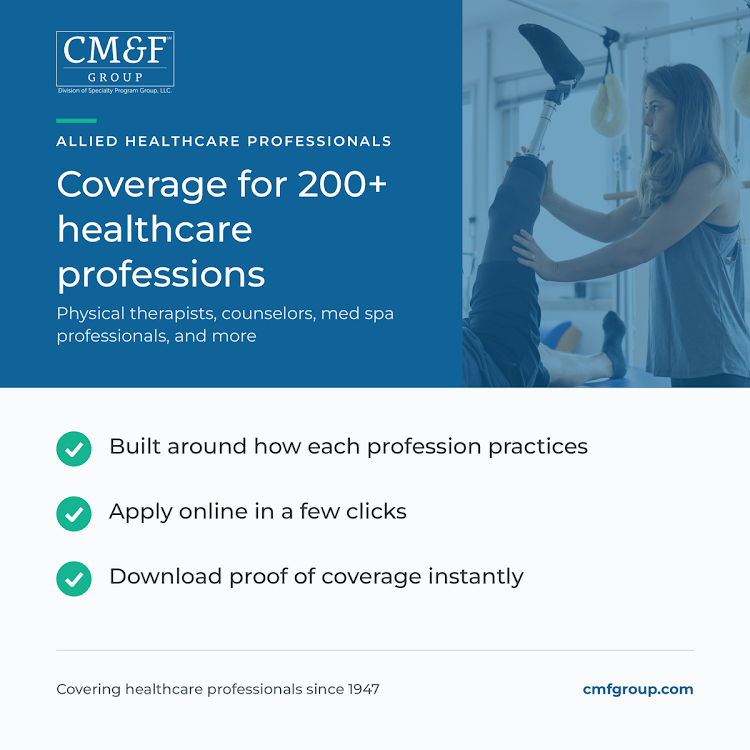 CM&F
GROUP
Division of Specialty Program Group, LLC.
ALLIED HEALTHCARE PROFESSIONALS
Coverage for 200+
healthcare
professions
Physical therapists, counselors, med spa
professionals, and more
Built around how each profession practices
Apply online in a few clicks
Download proof of coverage instantly
Covering healthcare professionals since 1947
cmfgroup.com